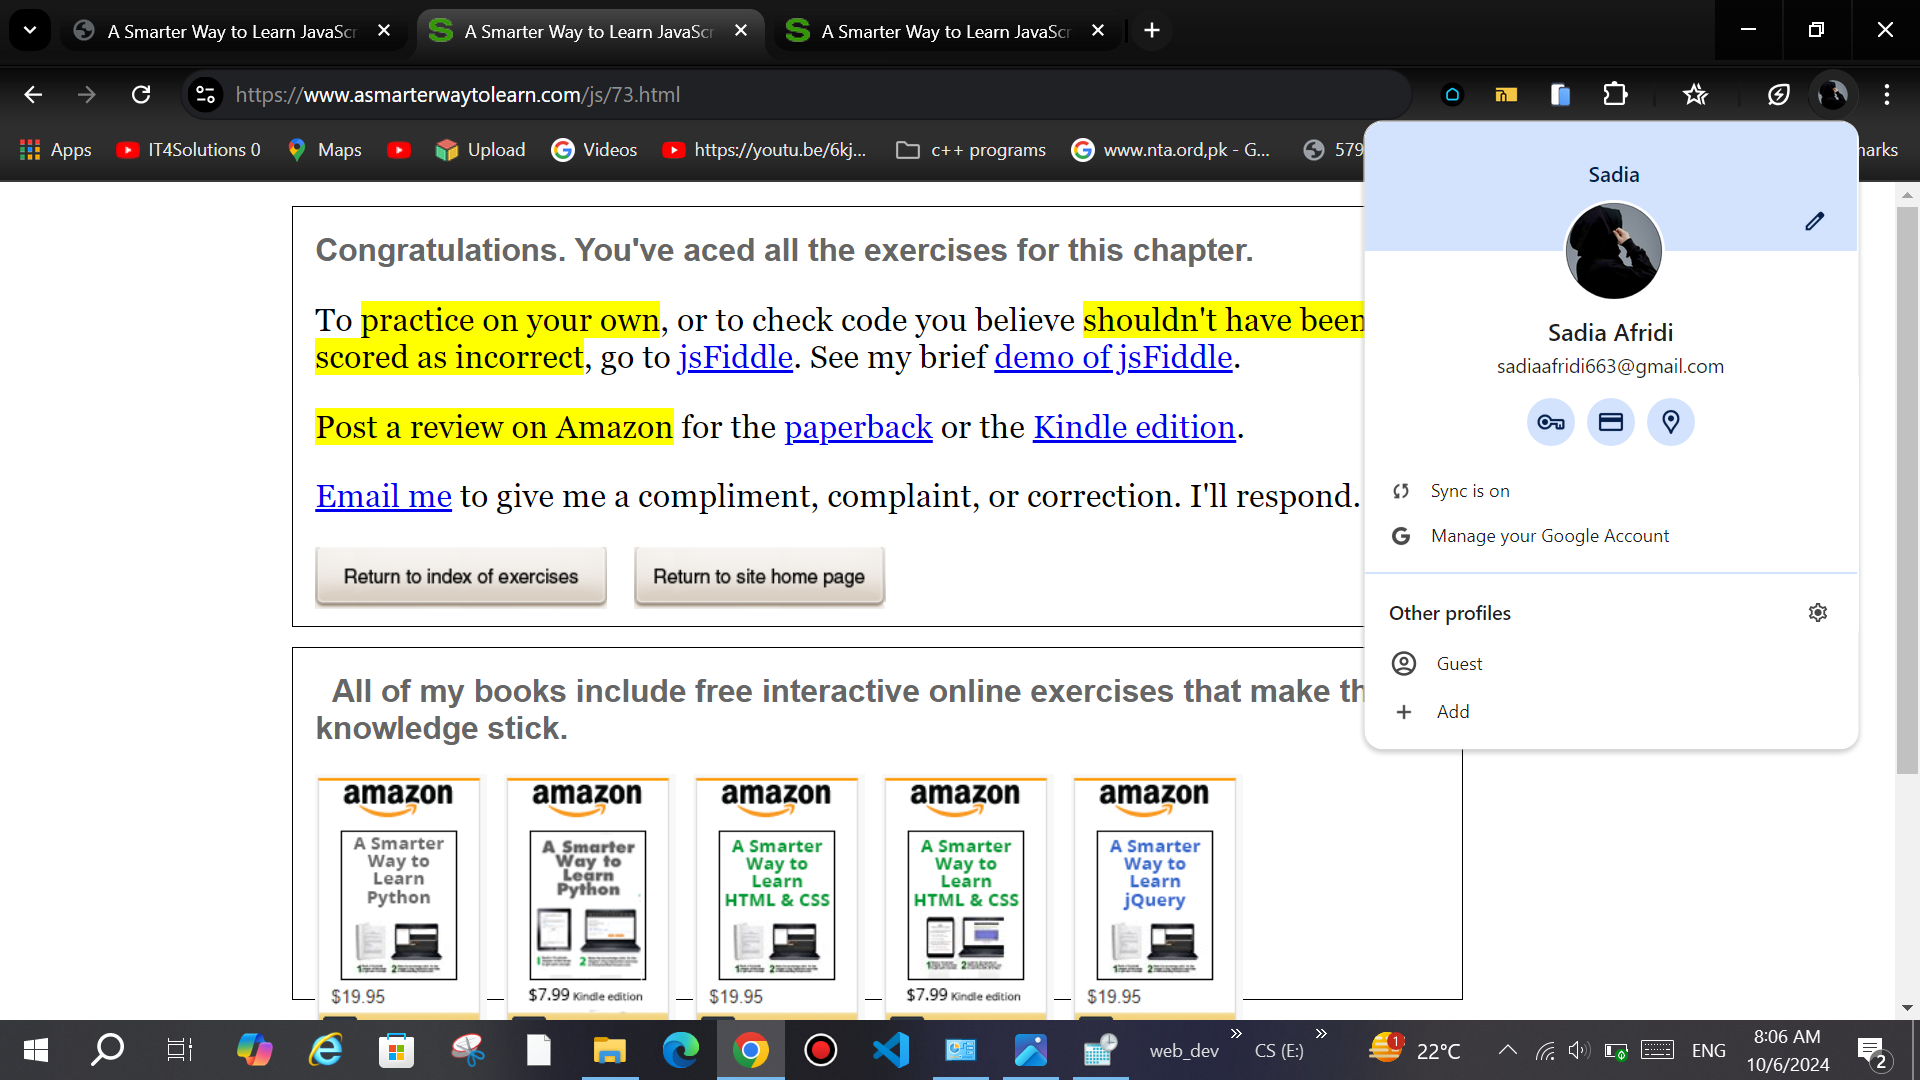 A Smarter Way to Learn JavaScr
A Smarter Way to Learn JavaScr
A Smarter Way to Learn JavaScr
https://www.asmarterwaytolearn.com/js/73.html
Apps
IT4Solutions 0
Maps
Upload
Videos
https://youtu.be/6kj...
c++ programs
www.nta.ord,pk - G...
579
narks
Congratulations. You've aced all the exercises for this chapter.
To practice on your own, or to check code you believe shouldn't have been
scored as incorrect, go to jsFiddle. See my brief demo of jsFiddle.
Post a review on Amazon for the paperback or the Kindle edition.
Email me to give me a compliment, complaint, or correction. I'll respond.
Return to index of exercises
Return to site home page
Sadia
Sadia Afridi
sadiaafridi663@gmail.com
Sync is on
Manage your Google Account
Other profiles
Guest
Add
All of my books include free interactive online exercises that make th
knowledge stick.
amazon
A Smarter
Way to
Learn
Python
$19.95
amazon
A Smarter
Way to
Learn
Python
$7.99 Kindle edition
amazon
A Smarter
Way to
Learn
HTML & CSS
$19.95
amazon
A Smarter
Way to
Learn
HTML & CSS
$7.99 Kindle edition
amazon
A Smarter
Way to
Learn
jQuery
$19.95
web_dev
CS (E:)
1
22°C
ENG
8:06 AM
10/6/2024
2